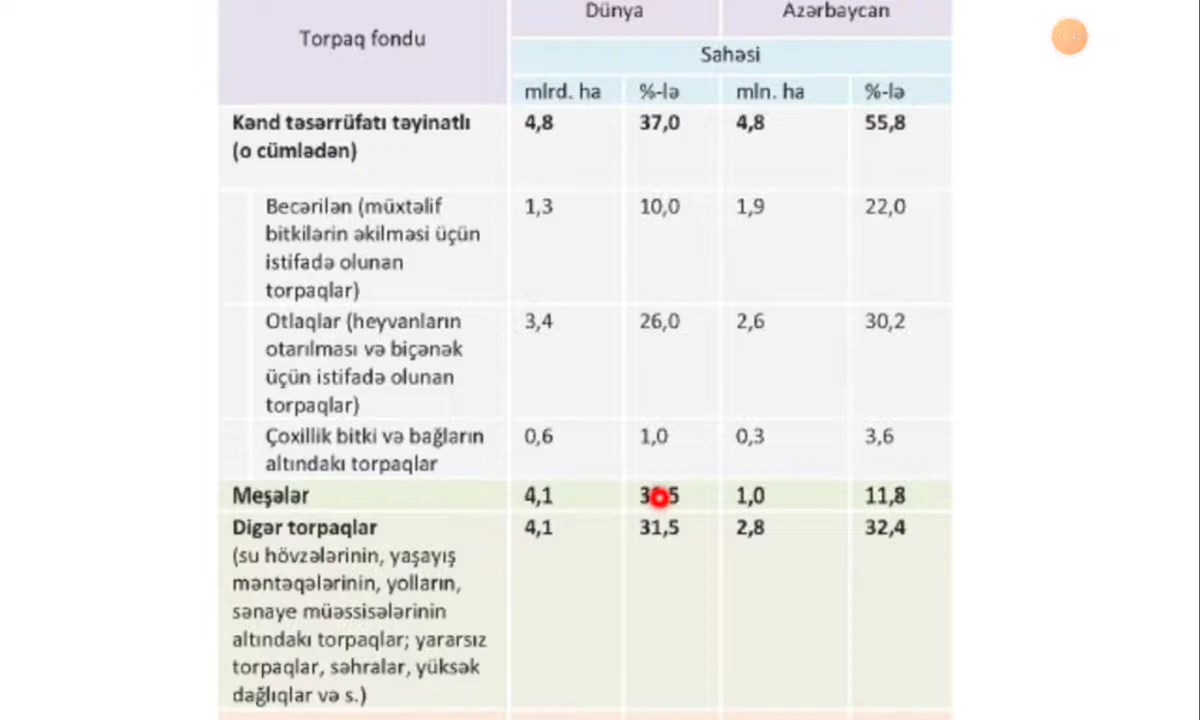 Torpaq fondu
Dünya
Azərbaycan
Sahəsi
mlrd. ha
%-lə
mln. ha
%-lə
Kənd təsərrüfatı təyinatlı
(o cümlədən)
4,8
37,0
4,8
55,8
Becərilən (müxtəlif
bitkilərin əkilməsi üçün
istifadə olunan
torpaqlar)
1,3
10,0
1,9
22,0
Otlaqlar (heyvanların
otarılması və biçənək
üçün istifadə olunan
torpaqlar)
3,4
26,0
2,6
30,2
Çoxillik bitki və bağların
altındakı torpaqlar
0,6
1,0
0,3
3,6
Meşələr
4,1
1,0
11,8
Digər torpaqlar
(su hövzələrinin, yaşayış
məntəqələrinin, yolların,
sənaye müəssisələrinin
altındakı torpaqlar; yararsız
torpaqlar, səhralar, yüksək
dağlıqlar və s.)
4,1
31,5
2,8
32,4